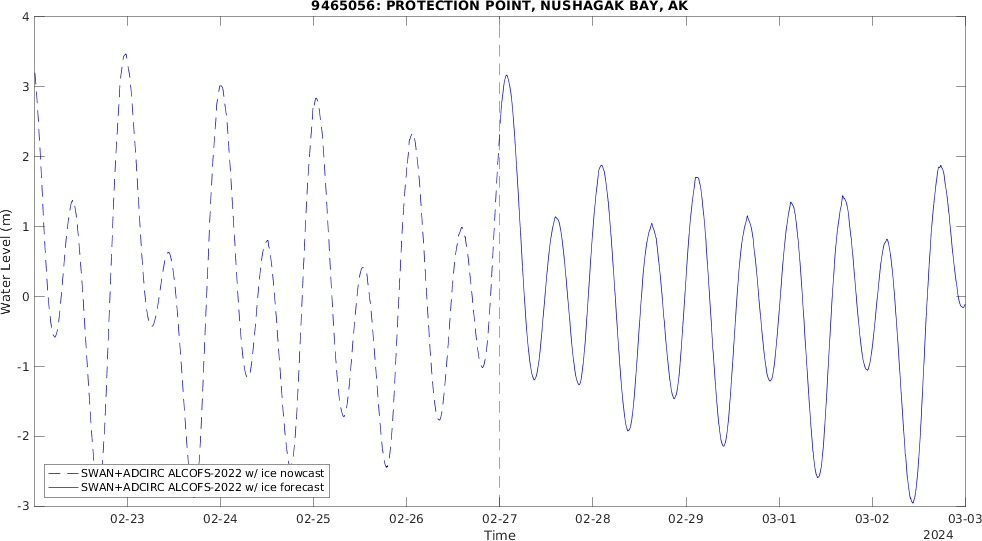 9465056: PROTECTION POINT, NUSHAGAK BAY, AK
Water Level (m)
4
3
2
1
0
-1
-2
-3
SWAN+ADCIRC ALCOFS-2022 w/ ice nowcast
SWAN+ADCIRC ALCOFS-2022 w/ ice forecast
02-23 02-24 02-25 02-26 02-27 02-28 02-29 03-01 03-02 03-03
Time
2024